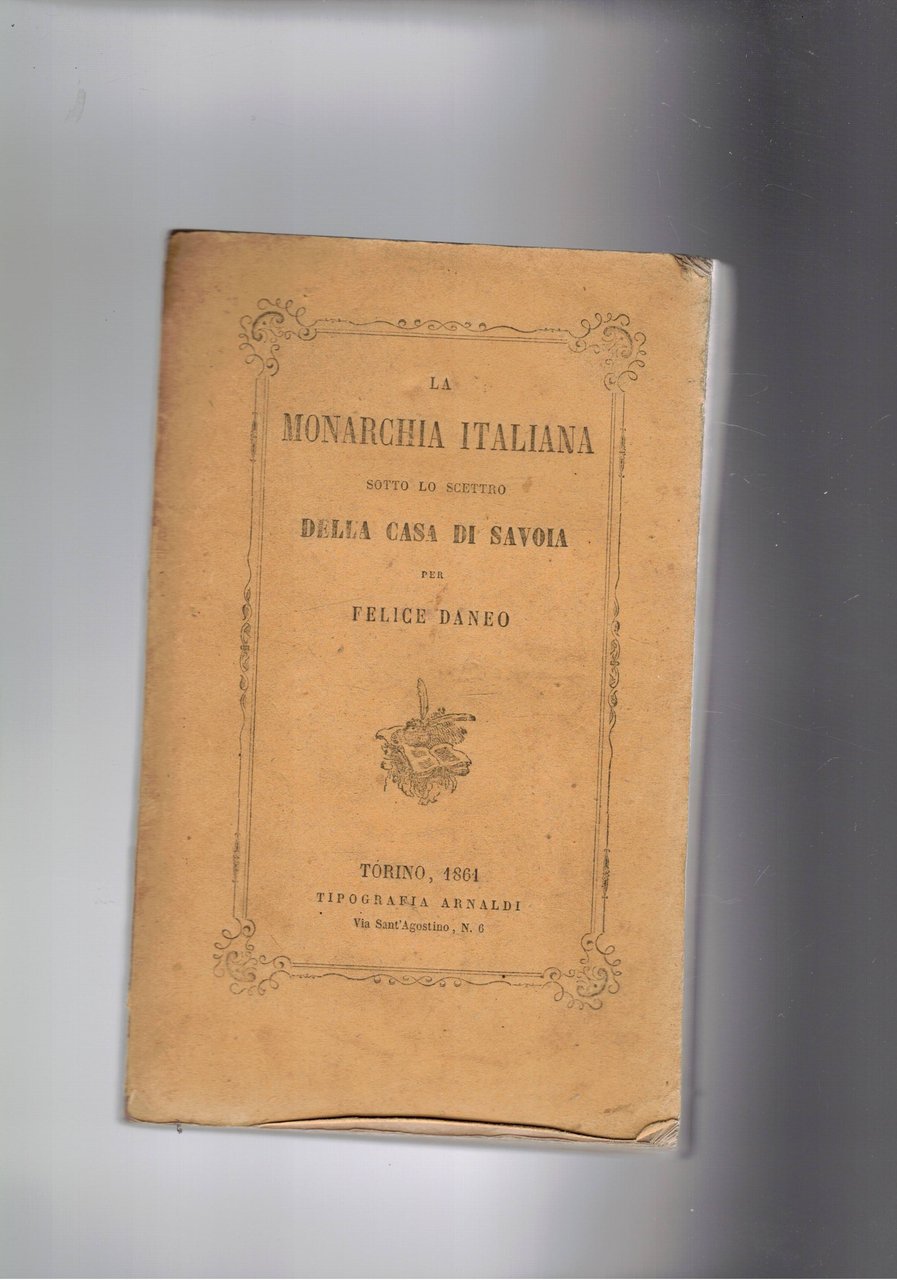 LA
MONARCHIA ITALIANA
SOTTO LO SCETTRO
DELLA CASA DI SAVOIA
PER
FELICE DANEO
TORINO, 1861
TIPOGRAFIA ARNALDI
Via Sant'Agostino, N. 6